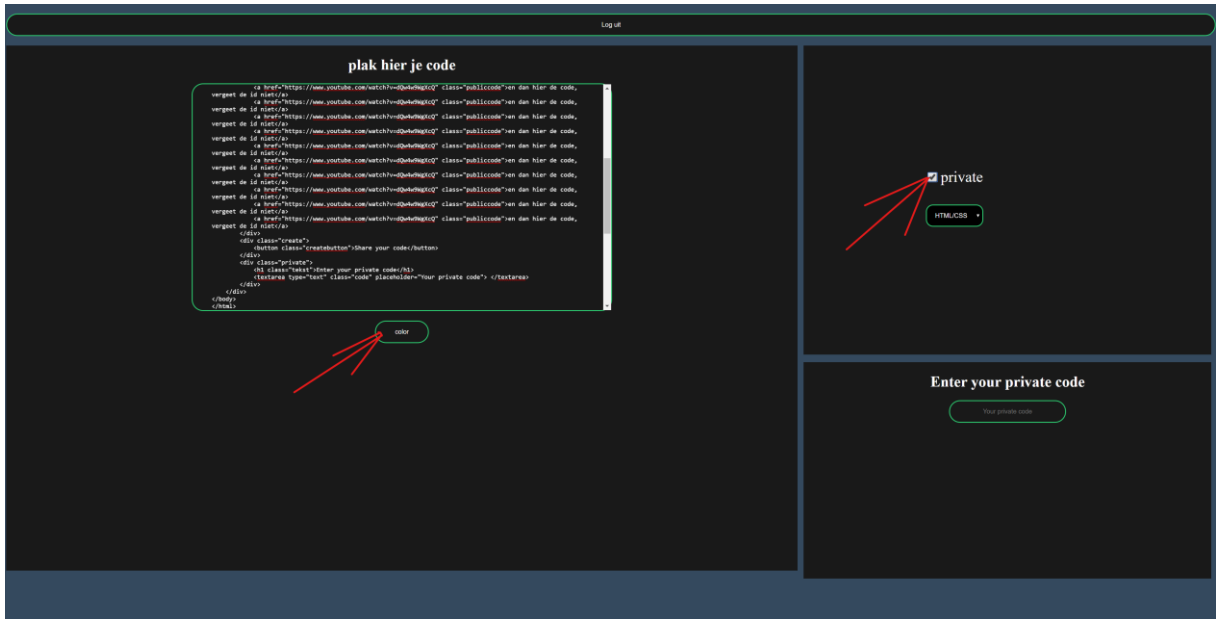 Log uit
plak hier je code
<a href="https://www.youtube.com/watch?v=dQw4w9WgXcQ" class="publiccode">en dan hier de code,
vergeet de id niet</a>
<a href="https://www.youtube.com/watch?v=dQw4w9WgXcQ" class="publiccode">en dan hier de code,
vergeet de id niet</a>
<a href="https://www.youtube.com/watch?v=dQw4w9WgXcQ" class="publiccode">en dan hier de code,
vergeet de id niet</a>
<a href="https://www.youtube.com/watch?v=dQw4w9WgXcQ" class="publiccode">en dan hier de code,
vergeet de id niet</a>
<a href="https://www.youtube.com/watch?v=dQw4w9WgXcQ" class="publiccode">en dan hier de code,
vergeet de id niet</a>
<a href="https://www.youtube.com/watch?v=dQw4w9WgXcQ" class="publiccode">en dan hier de code,
vergeet de id niet</a>
<a href="https://www.youtube.com/watch?v=dQw4w9WgXcQ" class="publiccode">en dan hier de code,
vergeet de id niet</a>
<a href="https://www.youtube.com/watch?v=dQw4w9WgXcQ" class="publiccode">en dan hier de code,
vergeet de id niet</a>
<a href="https://www.youtube.com/watch?v=dQw4w9WgXcQ" class="publiccode">en dan hier de code,
vergeet de id niet</a>
<a href="https://www.youtube.com/watch?v=dQw4w9WgXcQ" class="publiccode">en dan hier de code,
vergeet de id niet</a>
</div>
<div class="create">
<button class="createbutton">Share your code</button>
</div>
<div class="private">
<h1 class="tekst">Enter your private code</h1>
<textarea type="text" class="code" placeholder="Your private code"> </textarea>
</div>
</div>
</body>
</html>
color
private
HTML/CSS
Enter your private code
Your private code